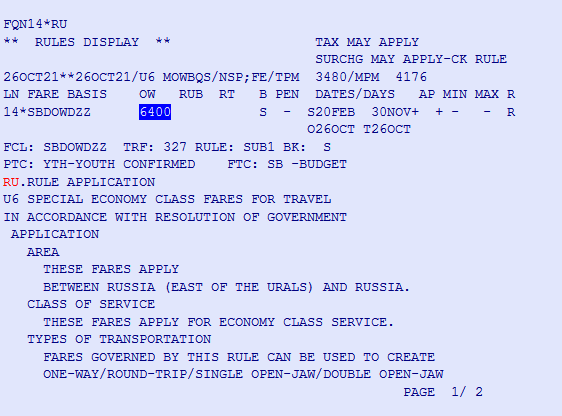 FQN14*RU
** RULES DISPLAY ** TAX MAY APPLY
SURCHG MAY APPLY-CK RULE
26OCT21**26OCT21/U6 MOWBQS/NSP;FE/TPM 3480/MPM 4176
LN FARE BASIS OW RUB RT B PEN DATES/DAYS AP MIN MAX R
14*SBDOWDZZ 6400 S - S20FEB 30NOV+ + - - R
O26OCT T26OCT
FCL: SBDOWDZZ TRF: 327 RULE: SUB1 BK: S
PTC: YTH-YOUTH CONFIRMED FTC: SB -BUDGET
RU.RULE APPLICATION
U6 SPECIAL ECONOMY CLASS FARES FOR TRAVEL
IN ACCORDANCE WITH RESOLUTION OF GOVERNMENT
APPLICATION
AREA
THESE FARES APPLY
BETWEEN RUSSIA (EAST OF THE URALS) AND RUSSIA.
CLASS OF SERVICE
THESE FARES APPLY FOR ECONOMY CLASS SERVICE.
TYPES OF TRANSPORTATION
FARES GOVERNED BY THIS RULE CAN BE USED TO CREATE
ONE-WAY/ROUND-TRIP/SINGLE OPEN-JAW/DOUBLE OPEN-JAW
PAGE 1/ 2